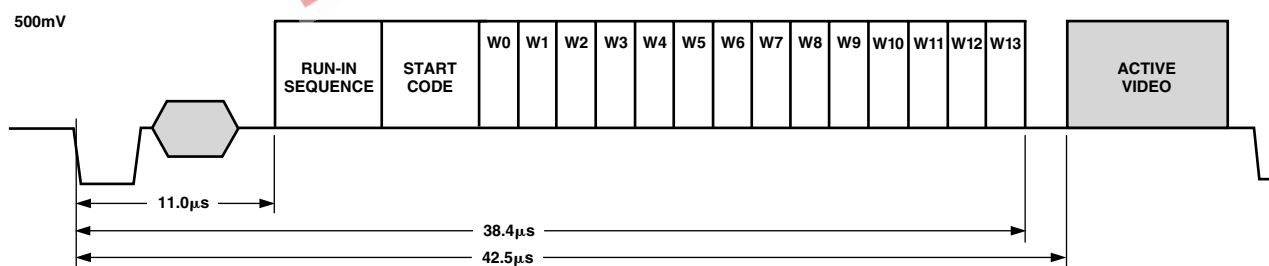 500mV
RUN-IN
SEQUENCE
START
CODE
W0 W1 W2 W3 W4 W5 W6 W7 W8 W9 W10 W11 W12 W13
ACTIVE
VIDEO
11.0μs
38.4μs
42.5μs